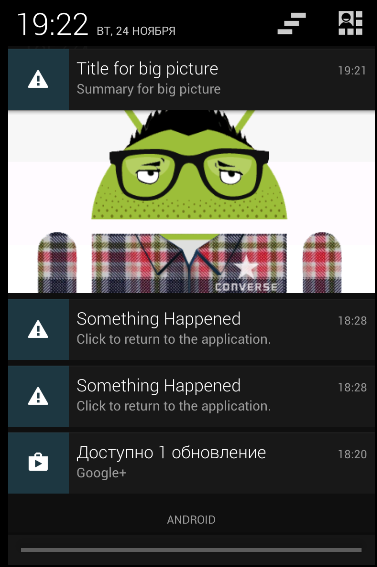 19:22 ВТ, 24 НОЯБРЯ
Title for big picture 19:21
Summary for big picture
CONVERSE
Something Happened 18:28
Click to return to the application.
Something Happened 18:28
Click to return to the application.
Доступно 1 обновление 18:20
Google+
ANDROID